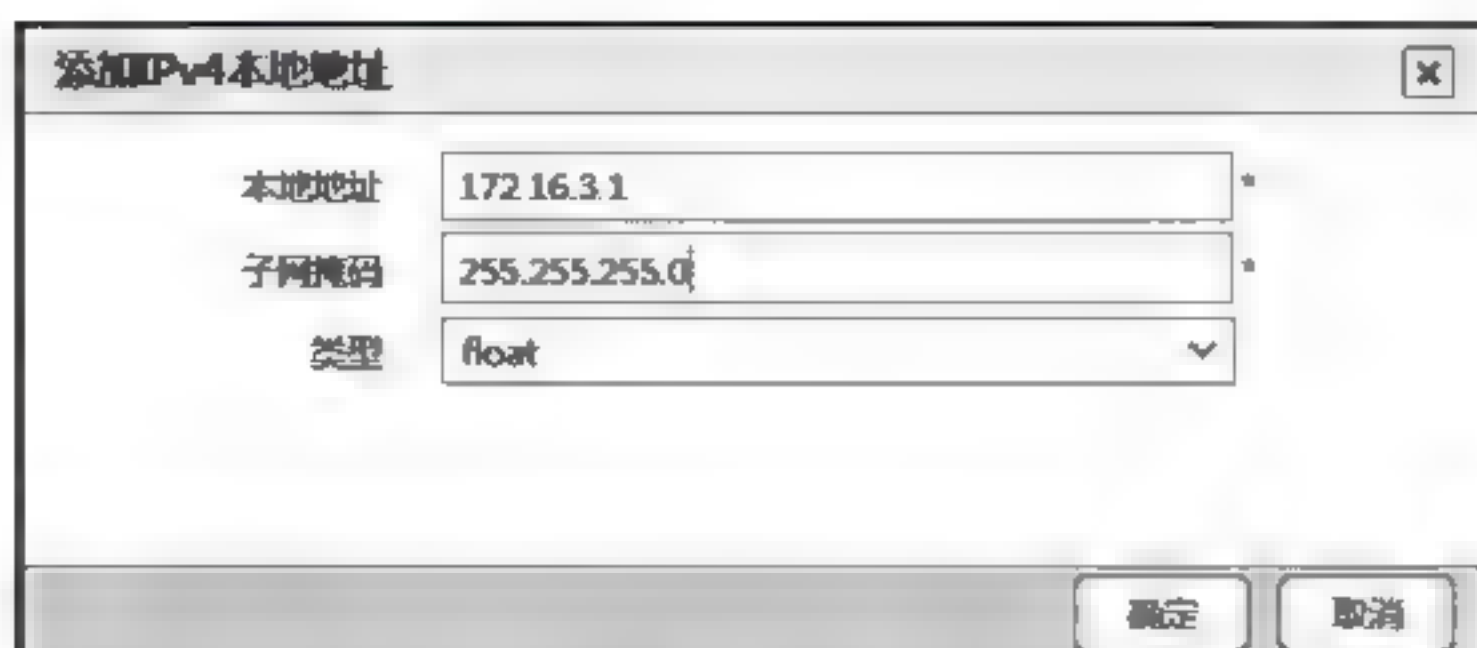 添加IPv4本地地址
本地地址 172.16.3.1 *
子网掩码 255.255.255.0 *
类型 float
确定 取消